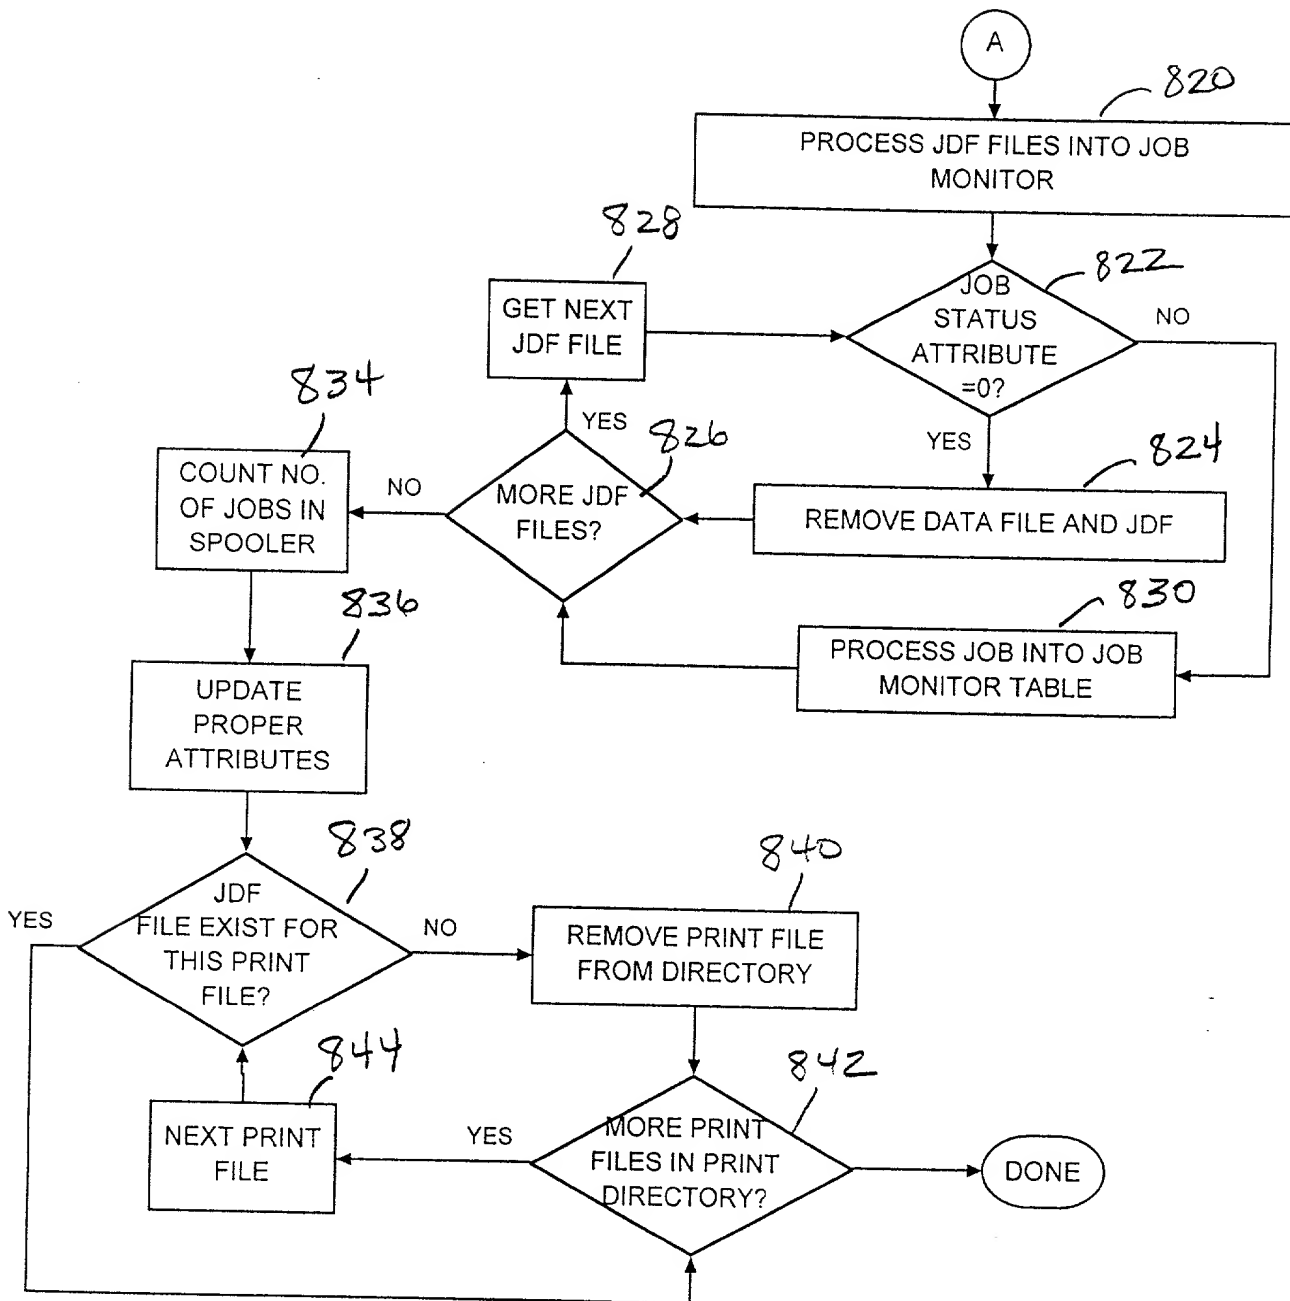 A
820
PROCESS JDF FILES INTO JOB
MONITOR
828
822
GET NEXT
JDF FILE
JOB
STATUS
ATTRIBUTE
=0?
NO
834
YES
826
YES
824
COUNT NO.
OF JOBS IN
SPOOLER
NO
MORE JDF
FILES?
REMOVE DATA FILE AND JDF
836
830
UPDATE
PROPER
ATTRIBUTES
PROCESS JOB INTO JOB
MONITOR TABLE
838
840
YES
JDF
FILE EXIST FOR
THIS PRINT
FILE?
NO
REMOVE PRINT FILE
FROM DIRECTORY
844
842
NEXT PRINT
FILE
YES
MORE PRINT
FILES IN PRINT
DIRECTORY?
DONE